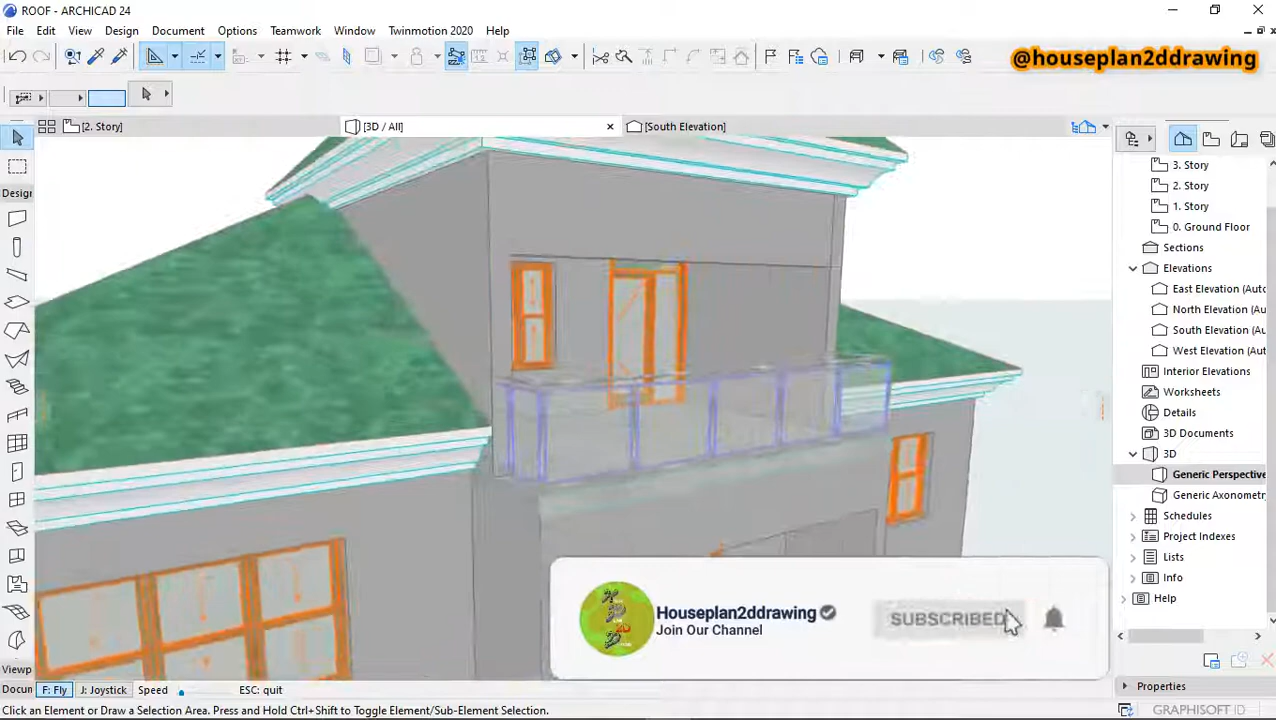 ROOF - ARCHICAD 24
File Edit View Design Document Options Teamwork Window Twinmotion 2020 Help
@houseplan2ddrawing
[2. Story]
[3D / All]
[South Elevation]
Design
3. Story
2. Story
1. Story
0. Ground Floor
Sections
Elevations
East Elevation (Auto
North Elevation (Au
South Elevation (Au
West Elevation (Aut
Interior Elevations
Worksheets
Details
3D Documents
3D
Generic Perspective
Generic Axonometr
Schedules
Project Indexes
Lists
Info
Help
Houseplan2ddrawing
Join Our Channel
SUBSCRIBED
Viewp
Docun
F: Fly
J: Joystick
Speed
ESC: quit
Properties
Click an Element or Draw a Selection Area. Press and Hold Ctrl+Shift to Toggle Element/Sub-Element Selection.
GRAPHISOFT ID